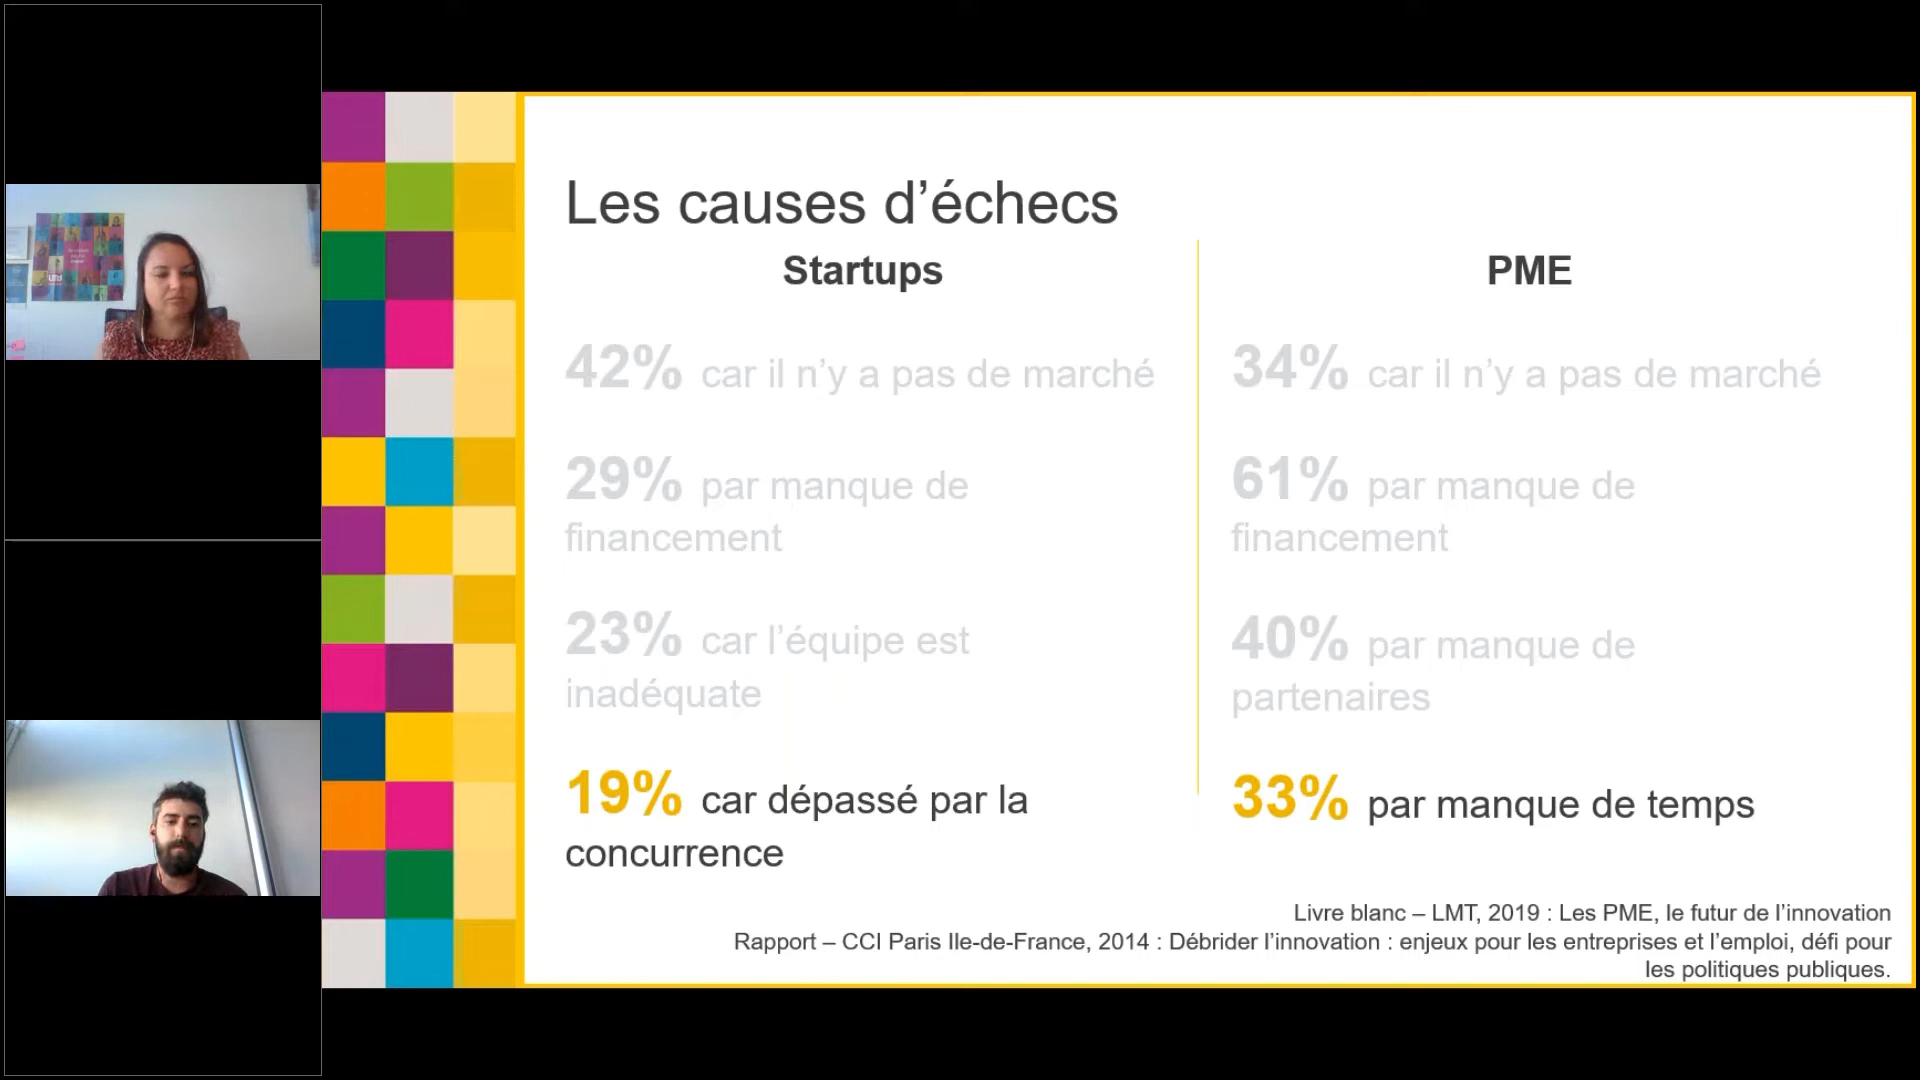 Les causes d’échecs
Startups
42% car il n’y a pas de marché
29% par manque de
financement
23% car l’équipe est
inadéquate
19% car dépassé par la
concurrence
PME
34% car il n’y a pas de marché
61% par manque de
financement
40% par manque de
partenaires
33% par manque de temps
Livre blanc – LMT, 2019 : Les PME, le futur de l’innovation
Rapport – CCI Paris Ile-de-France, 2014 : Débrider l’innovation : enjeux pour les entreprises et l’emploi, défi pour
les politiques publiques.